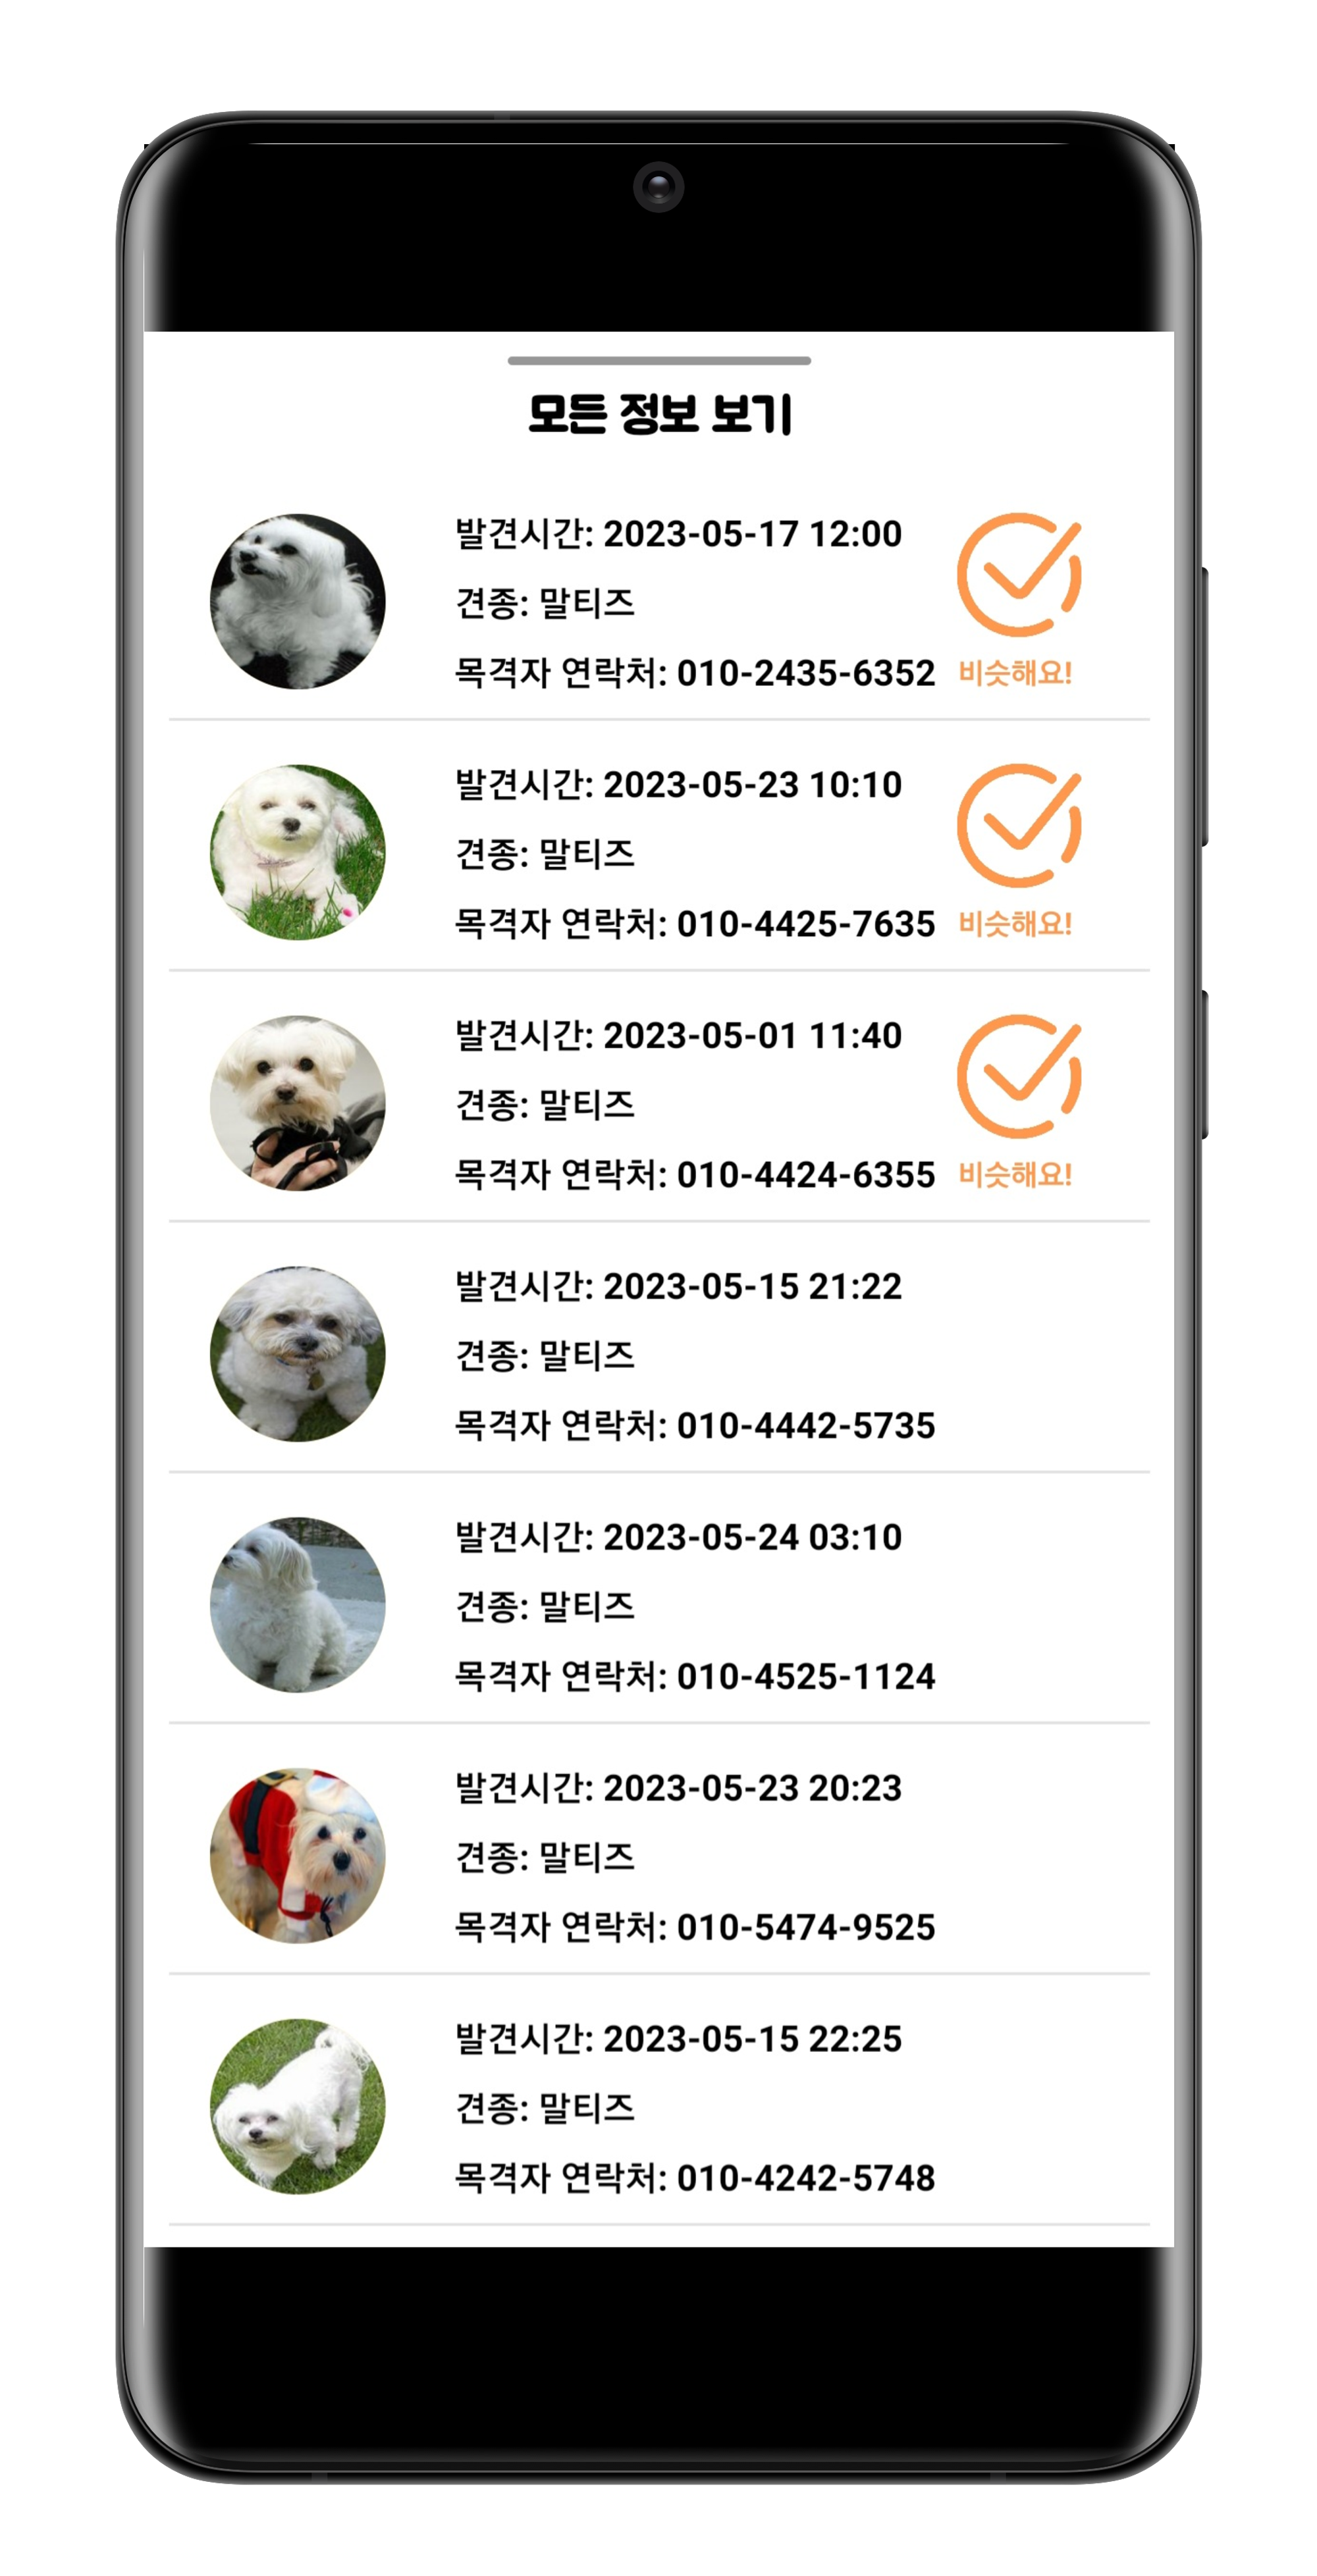 모든 정보 보기
발견시간: 2023-05-17 12:00
견종: 말티즈
목격자 연락처: 010-2435-6352
비슷해요!
발견시간: 2023-05-23 10:10
견종: 말티즈
목격자 연락처: 010-4425-7635
비슷해요!
발견시간: 2023-05-01 11:40
견종: 말티즈
목격자 연락처: 010-4424-6355
비슷해요!
발견시간: 2023-05-15 21:22
견종: 말티즈
목격자 연락처: 010-4442-5735
발견시간: 2023-05-24 03:10
견종: 말티즈
목격자 연락처: 010-4525-1124
발견시간: 2023-05-23 20:23
견종: 말티즈
목격자 연락처: 010-5474-9525
발견시간: 2023-05-15 22:25
견종: 말티즈
목격자 연락처: 010-4242-5748